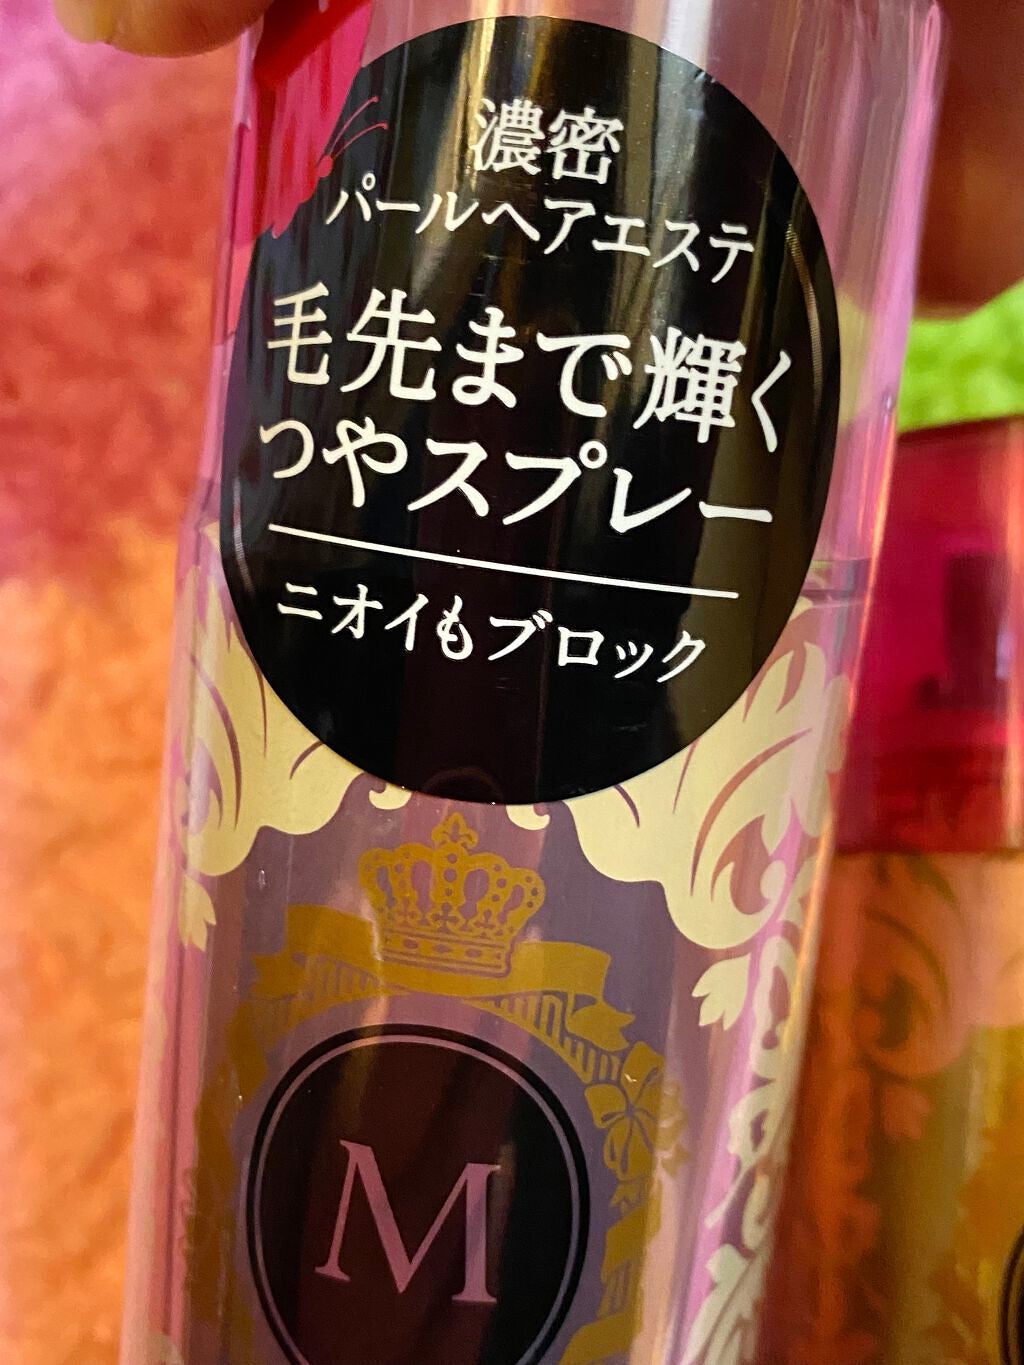 濃密
パールヘアエステ
毛先まで輝く
つやスプレー
ニオイもブロック
M